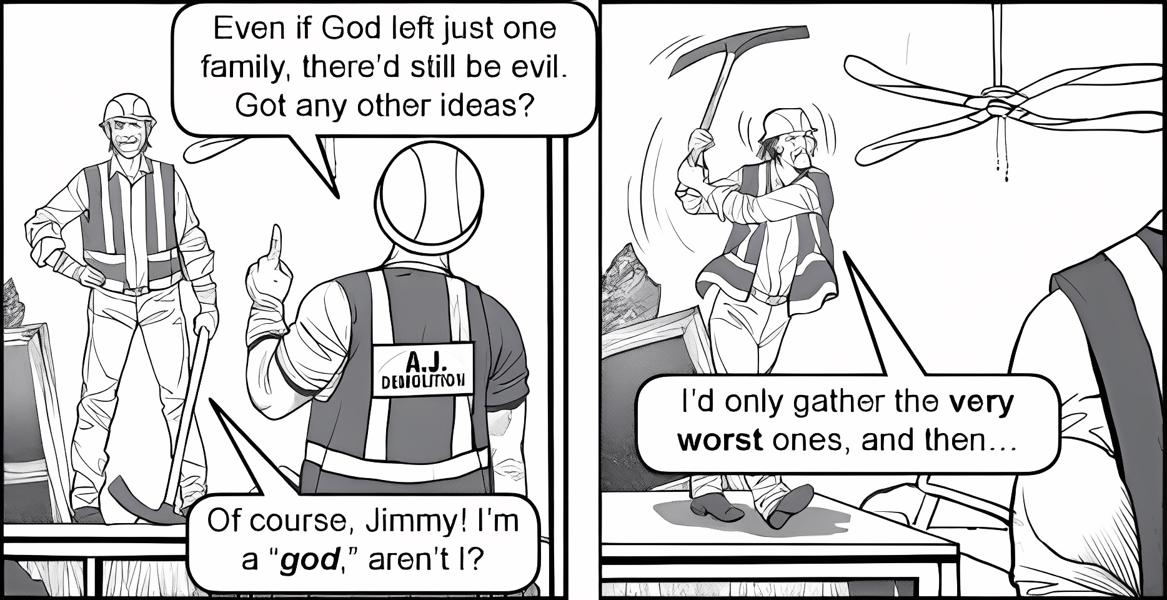 Even if God left just one
family, there'd still be evil.
Got any other ideas?
A.J.
DEMOLITION
Of course, Jimmy! I'm
a “god,” aren't I?
I'd only gather the very
worst ones, and then...